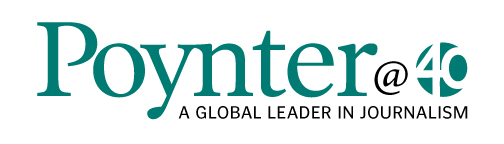 Poynter@40
A GLOBAL LEADER IN JOURNALISM